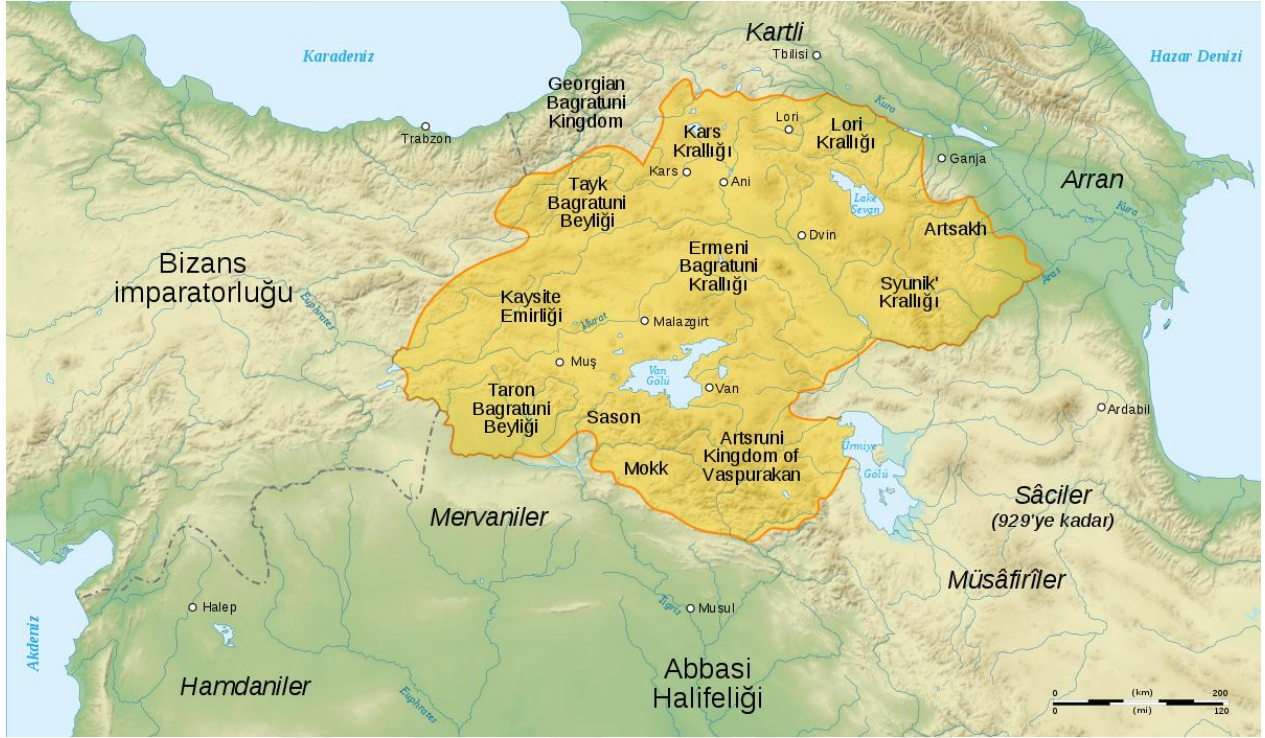 Kartli
Tbilisi
Karadeniz
Hazar Denizi
Georgian
Bagratuni
Kingdom
Trabzon
Kura
Kars
Krallığı
Lori
Lori
Krallığı
Ganja
Kars
Ani
Tayk
Bagratuni
Beyliği
Lake
Sevan
Arran
Kura
Artsakh
Dvin
Ermeni
Bagratuni
Krallığı
Bizans
imparatorluğu
Euphrates
Kaysite
Emirliği
Murat
Malazgirt
Syunik'
Krallığı
Aras
Muş
Van
Gölü
Van
Taron
Bagratuni
Beyliği
Sason
Mokk
Artsruni
Kingdom of
Vaspurakan
Urmiye
Gölü
Ardabil
Mervaniler
Sâciler
(929'ye kadar)
Müsâfirîler
Halep
Tigris
Musul
Akdeniz
Hamdaniler
Euphrates
Abbasi
Halifeliği
0 (km) 200
0 (mi) 120